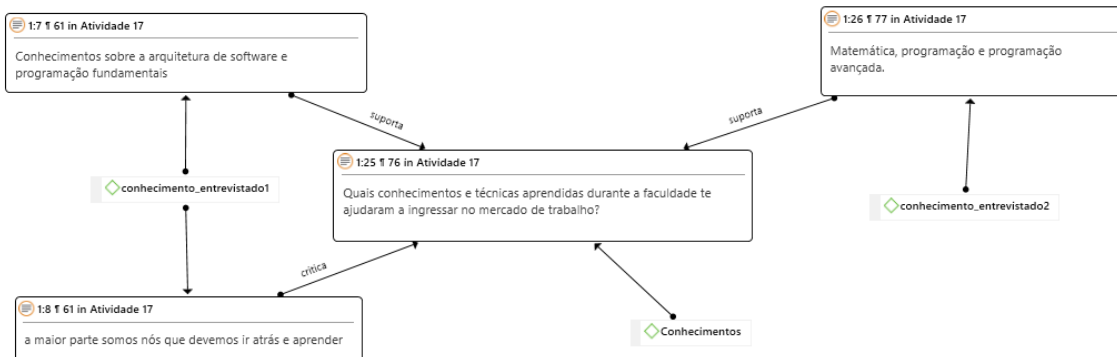 1:7 ¶ 61 in Atividade 17
Conhecimentos sobre a arquitetura de software e
programação fundamentais
1:26 ¶ 77 in Atividade 17
Matemática, programação e programação
avançada.
suporta
suporta
1:25 ¶ 76 in Atividade 17
Quais conhecimentos e técnicas aprendidas durante a faculdade te
ajudaram a ingressar no mercado de trabalho?
conhecimento_entrevistado1
conhecimento_entrevistado2
critica
1:8 ¶ 61 in Atividade 17
a maior parte somos nós que devemos ir atrás e aprender
Conhecimentos